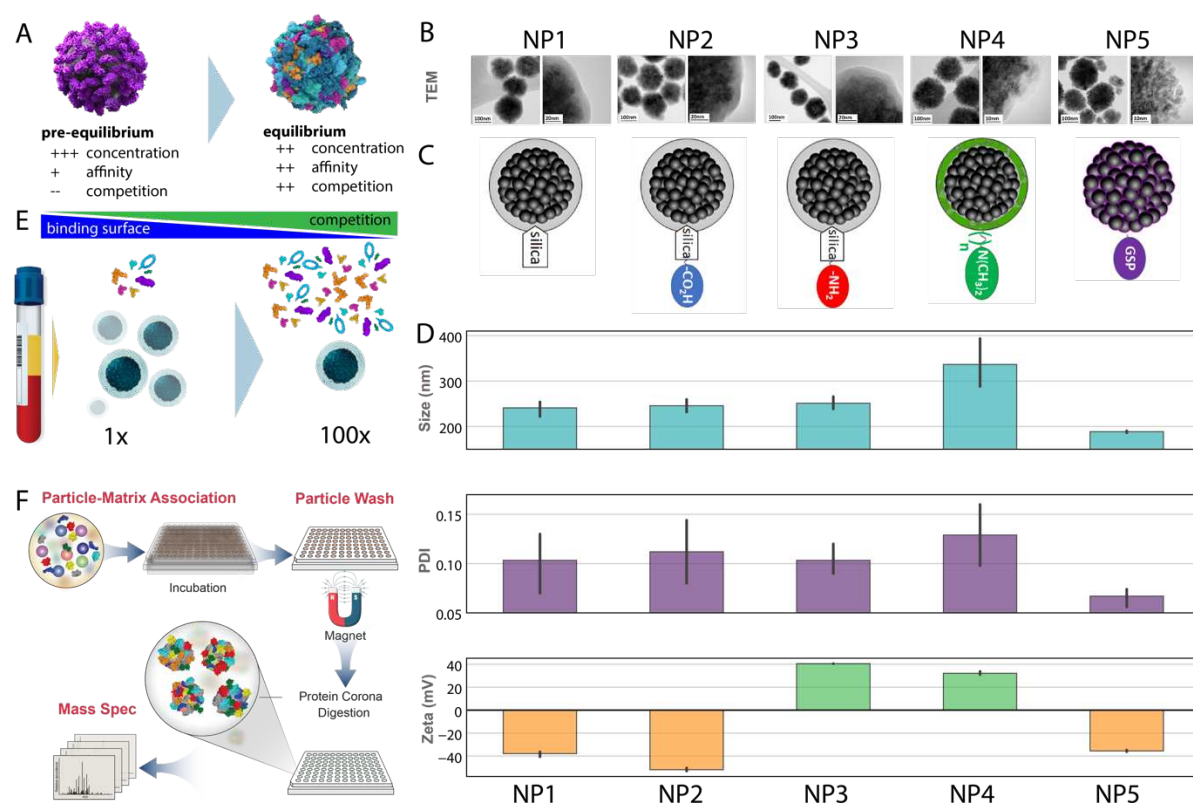 A
pre-equilibrium
+++ concentration
+ affinity
-- competition
equilibrium
++ concentration
++ affinity
++ competition
B
NP1 NP2 NP3 NP4 NP5
TEM
100nm 20nm 100nm 20nm 100nm 20nm 100nm 10nm 100nm 10nm
C
silica
silica
-CO₂H
silica
-NH₂
( )n
N(CH₃)₂
GSP
E
competition
binding surface
1x
100x
D
Size (nm)
400
300
200
PDI
0.15
0.10
0.05
Zeta (mV)
40
20
0
−20
−40
NP1 NP2 NP3 NP4 NP5
F
Particle-Matrix Association
Particle Wash
Incubation
Magnet
Protein Corona
Digestion
Mass Spec